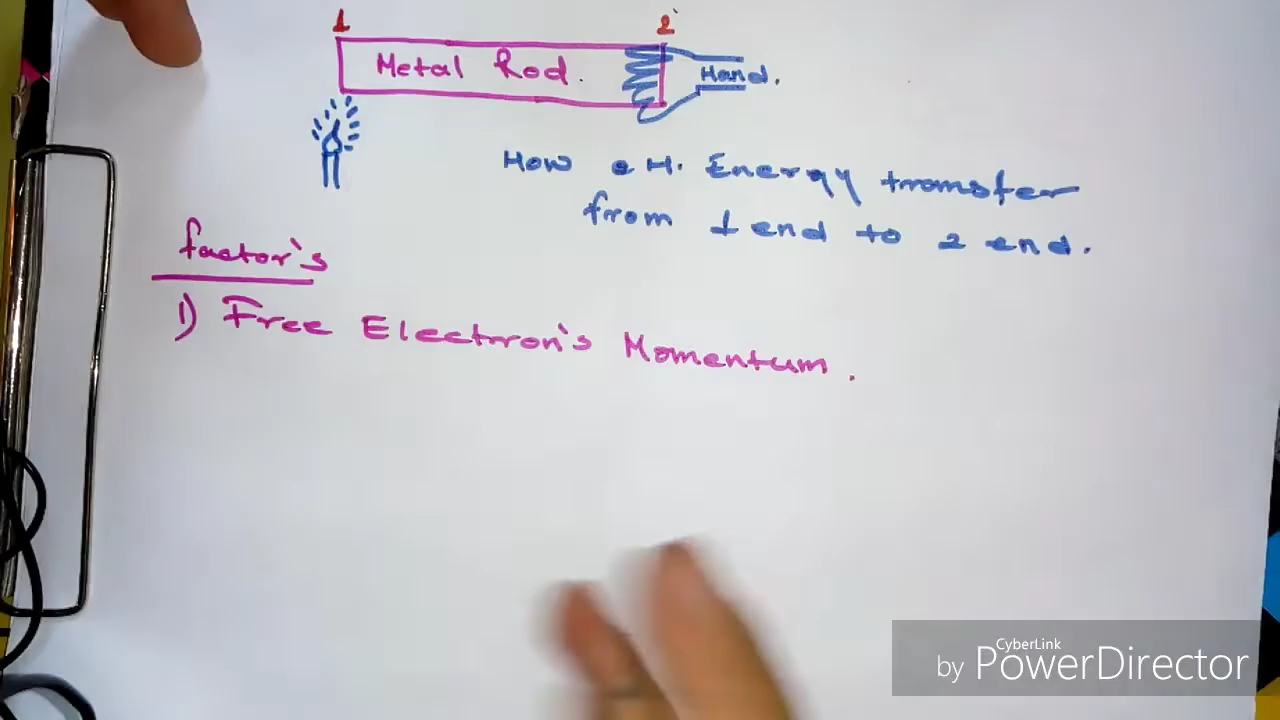 1 2
Metal Rod.
Hand.
How H. Energy transfer
from 1 end to 2 end.
factor's
1) Free Electron's Momentum.
CyberLink
by PowerDirector